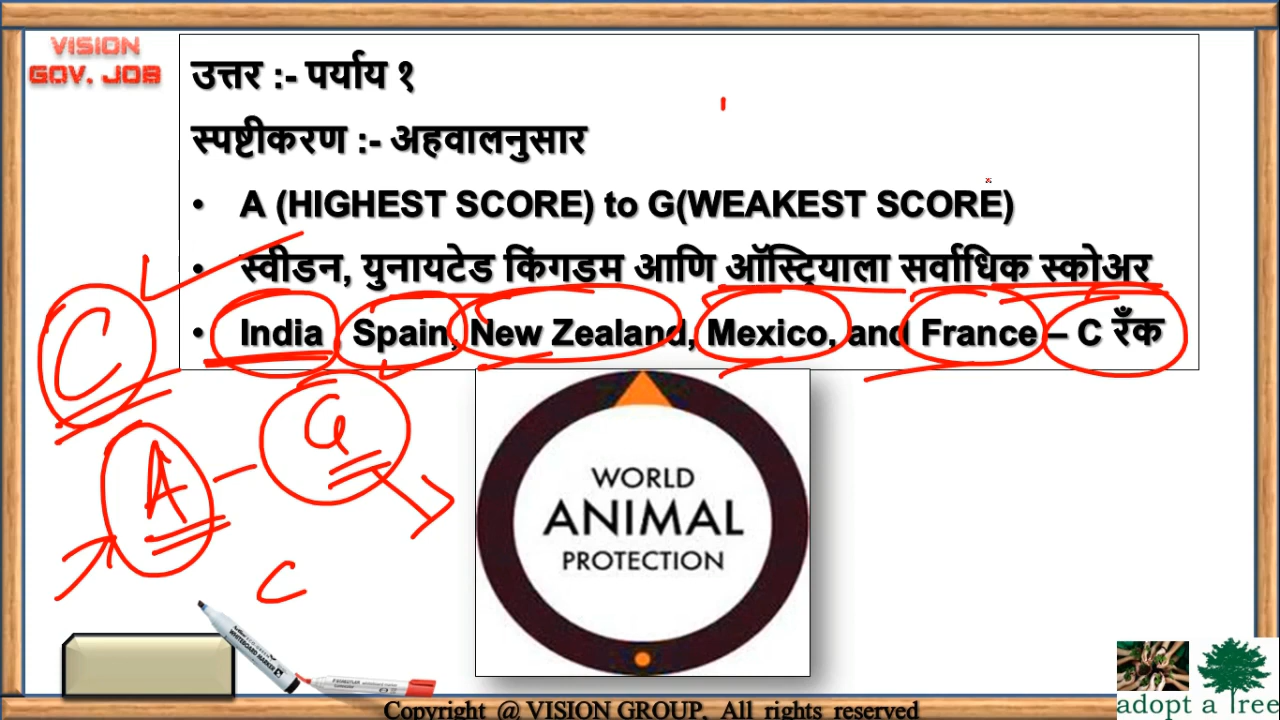 VISION
GOV. JOB
उत्तर :- पर्याय १
स्पष्टीकरण :- अहवालनुसार
• A (HIGHEST SCORE) to G(WEAKEST SCORE)
• स्वीडन, युनायटेड किंगडम आणि ऑस्ट्रियाला सर्वाधिक स्कोअर
• India, Spain, New Zealand, Mexico, and France – C रँक
C
G
A
C
WORLD
ANIMAL
PROTECTION
WHITEBOARD MARKER
adopt a Tree
Copyright @ VISION GROUP, All rights reserved